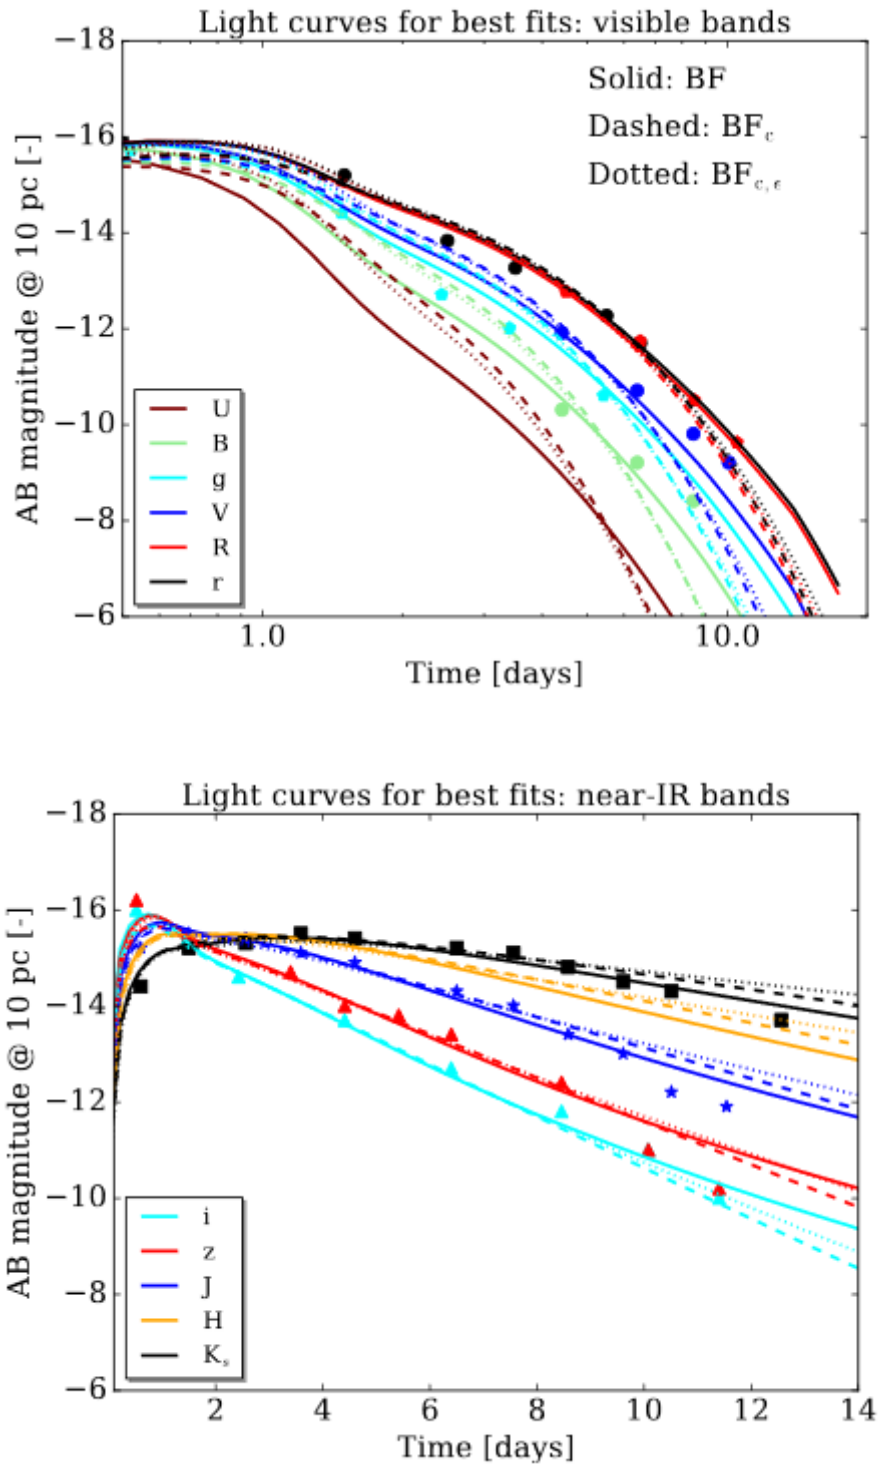 Light curves for best fits: visible bands
−18
−16
−14
−12
−10
−8
−6
AB magnitude @ 10 pc [-]
Solid: BF
Dashed: BF_c
Dotted: BF_{c, ϵ}
U
B
g
V
R
r
1.0
10.0
Time [days]
Light curves for best fits: near-IR bands
−18
−16
−14
−12
−10
−8
−6
AB magnitude @ 10 pc [-]
i
z
J
H
K_s
2
4
6
8
10
12
14
Time [days]